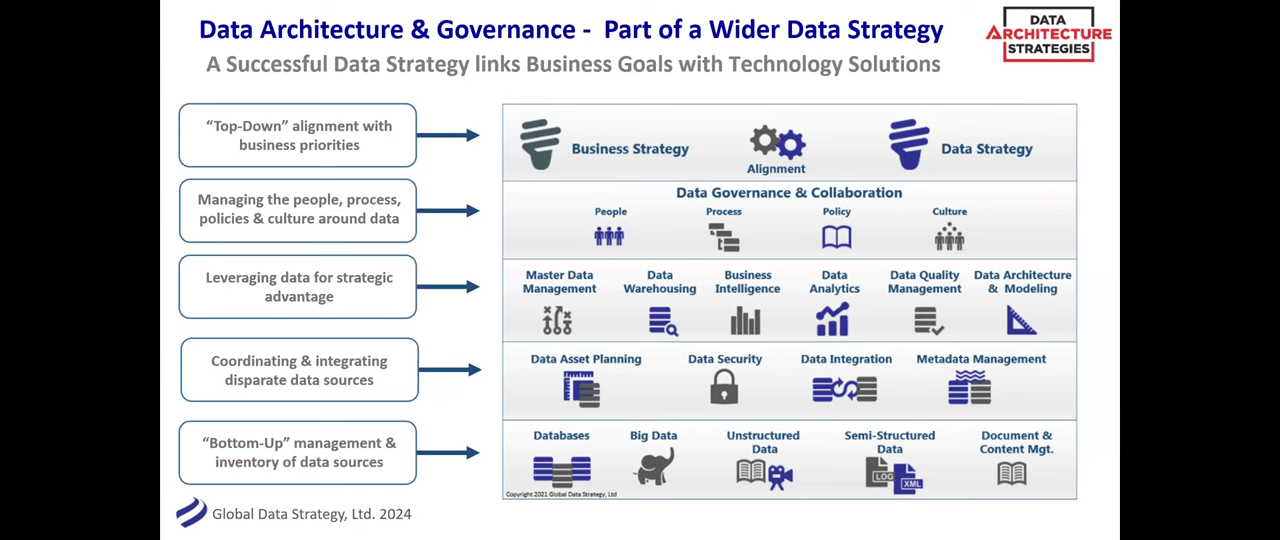 Data Architecture & Governance - Part of a Wider Data Strategy
DATA
ARCHITECTURE
STRATEGIES
A Successful Data Strategy links Business Goals with Technology Solutions
“Top-Down” alignment with
business priorities
Business Strategy
Alignment
Data Strategy
Managing the people, process,
policies & culture around data
Data Governance & Collaboration
People
Process
Policy
Culture
Leveraging data for strategic
advantage
Master Data
Management
Data
Warehousing
Business
Intelligence
Data
Analytics
Data Quality
Management
Data Architecture
& Modeling
Coordinating & integrating
disparate data sources
Data Asset Planning
Data Security
Data Integration
Metadata Management
“Bottom-Up” management &
inventory of data sources
Databases
Big Data
Unstructured
Data
Semi-Structured
Data
LOG
XML
Document &
Content Mgt.
Copyright 2021 Global Data Strategy, Ltd
Global Data Strategy, Ltd. 2024